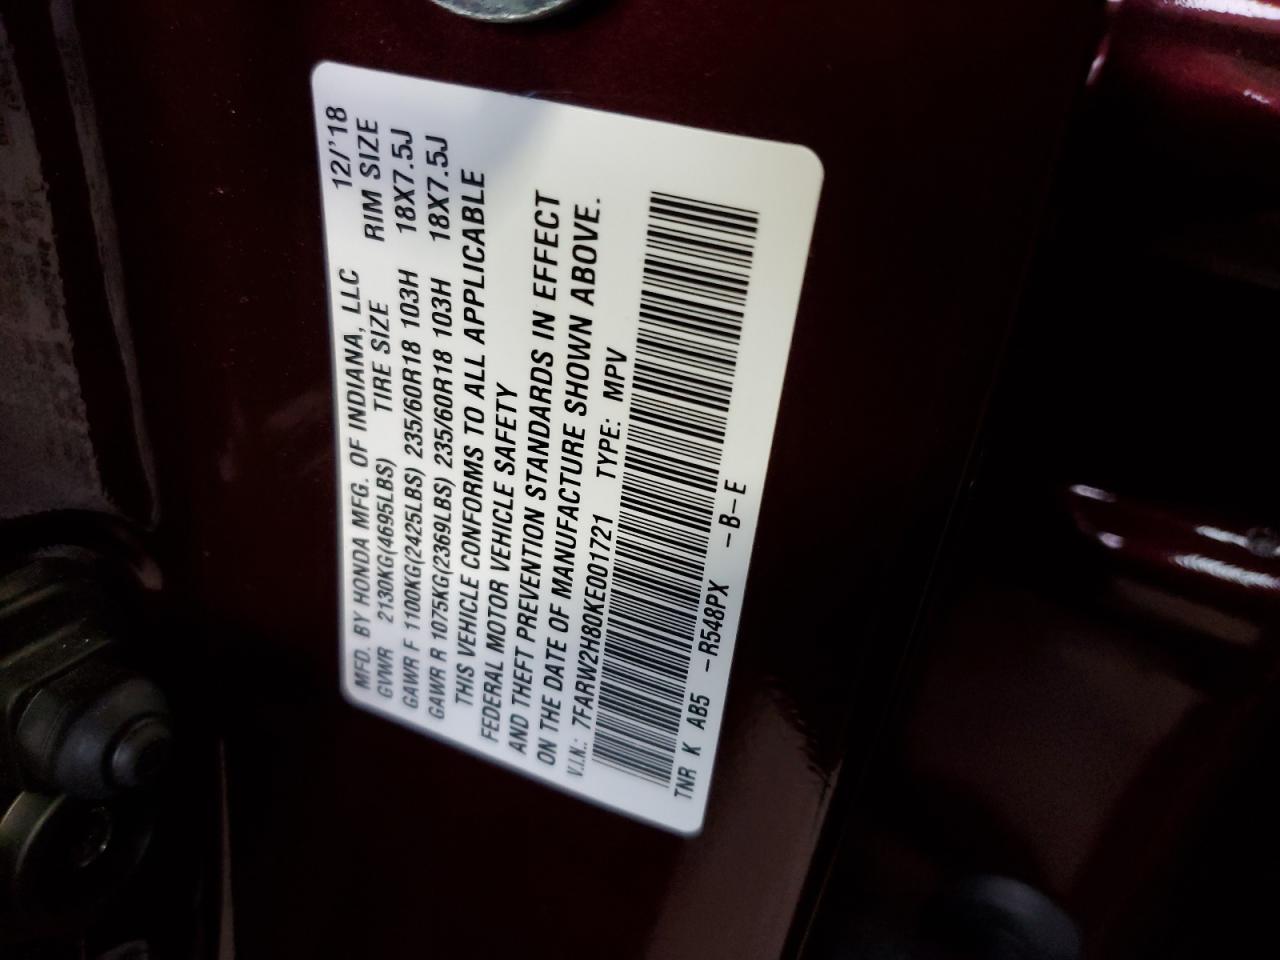 MFD. BY HONDA MFG. OF INDIANA, LLC 12/'18
GVWR 2130KG(4695LBS) TIRE SIZE RIM SIZE
GAWR F 1100KG(2425LBS) 235/60R18 103H 18X7.5J
GAWR R 1075KG(2369LBS) 235/60R18 103H 18X7.5J
THIS VEHICLE CONFORMS TO ALL APPLICABLE
FEDERAL MOTOR VEHICLE SAFETY
AND THEFT PREVENTION STANDARDS IN EFFECT
ON THE DATE OF MANUFACTURE SHOWN ABOVE.
V.I.N.: 7FARW2H80KE001721 TYPE: MPV
TNR K AB5 -R548PX -B-E